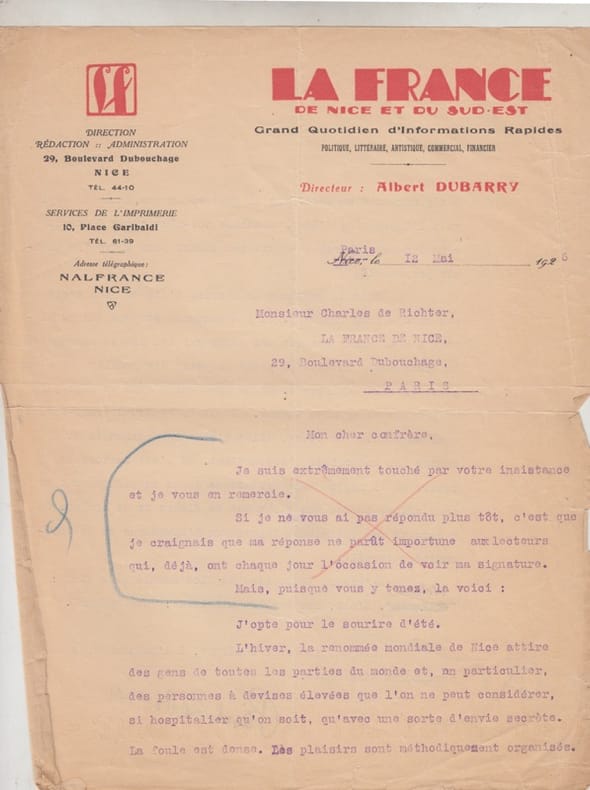 LA FRANCE
DE NICE ET DU SUD-EST
Grand Quotidien d'Informations Rapides
POLITIQUE, LITTÉRAIRE, ARTISTIQUE, COMMERCIAL, FINANCIER
Directeur : Albert DUBARRY
DIRECTION
RÉDACTION :: ADMINISTRATION
29, Boulevard Dubouchage
NICE
TÉL. 44-10
SERVICES DE L'IMPRIMERIE
10, Place Garibaldi
TÉL. 61-39
Adresse télégraphique :
NALFRANCE
NICE
Paris
Nice, le 12 Mai 1926
Monsieur Charles de Richter,
LA FRANCE DE NICE,
29, Boulevard Dubouchage,
PARIS
Mon cher confrère,
Je suis extrêmement touché par votre insistance
et je vous en remercie.
Si je ne vous ai pas répondu plus tôt, c'est que
je craignais que ma réponse ne parût importune aux lecteurs
qui, déjà, ont chaque jour l'occasion de voir ma signature.
Mais, puisque vous y tenez, la voici :
J'opte pour le sourire d'été.
L'hiver, la renommée mondiale de Nice attire
des gens de toutes les parties du monde et, en particulier,
des personnes à devises élevées que l'on ne peut considérer,
si hospitalier qu'on soit, qu'avec une sorte d'envie secrète.
La foule est dense. Les plaisirs sont méthodiquement organisés.